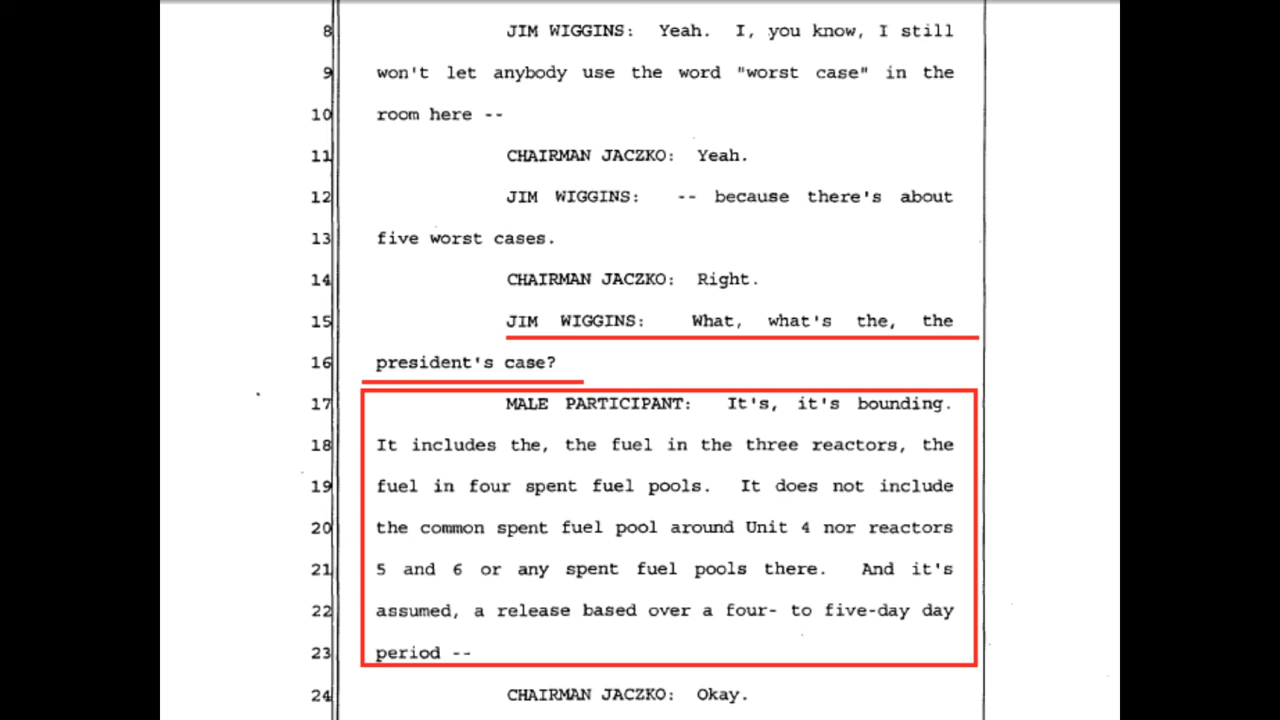 8 JIM WIGGINS: Yeah. I, you know, I still
9 won't let anybody use the word "worst case" in the
10 room here --
11 CHAIRMAN JACZKO: Yeah.
12 JIM WIGGINS: -- because there's about
13 five worst cases.
14 CHAIRMAN JACZKO: Right.
15 JIM WIGGINS: What, what's the, the
16 president's case?
17 MALE PARTICIPANT: It's, it's bounding.
18 It includes the, the fuel in the three reactors, the
19 fuel in four spent fuel pools. It does not include
20 the common spent fuel pool around Unit 4 nor reactors
21 5 and 6 or any spent fuel pools there. And it's
22 assumed, a release based over a four- to five-day day
23 period --
24 CHAIRMAN JACZKO: Okay.